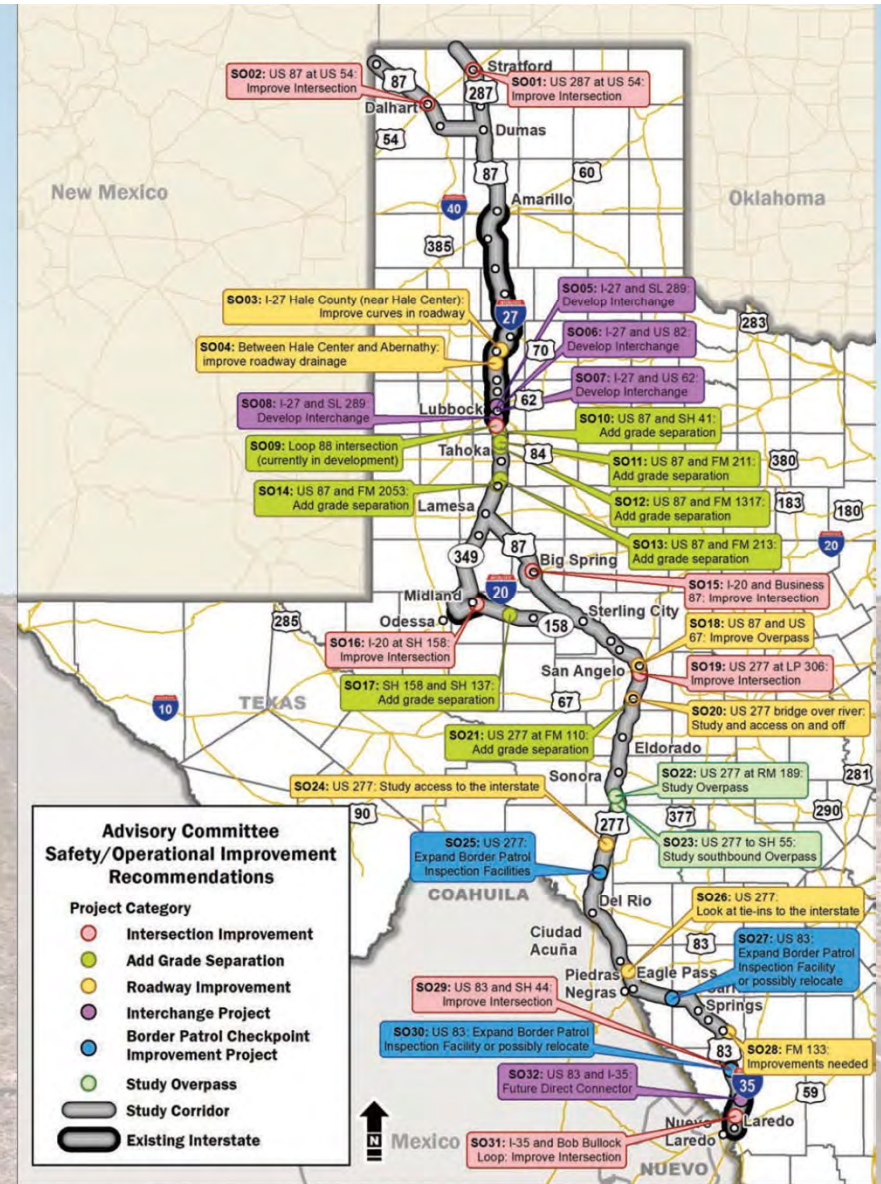 Stratford
SO02: US 87 at US 54:
Improve Intersection
87
SO01: US 287 at US 54:
Improve Intersection
287
Dalhart
Dumas
54
New Mexico
87
60
Oklahoma
Amarillo
40
385
SO03: I-27 Hale County (near Hale Center):
Improve curves in roadway
SO05: I-27 and SL 289:
Develop Interchange
27
283
SO04: Between Hale Center and Abernathy:
improve roadway drainage
70
SO06: I-27 and US 82:
Develop Interchange
SO07: I-27 and US 62:
Develop Interchange
62
SO08: I-27 and SL 289:
Develop Interchange
Lubbock
SO09: Loop 88 intersection
(currently in development)
SO10: US 87 and SH 41:
Add grade separation
Tahoka
84
SO11: US 87 and FM 211:
Add grade separation
380
SO14: US 87 and FM 2053:
Add grade separation
SO12: US 87 and FM 1317:
Add grade separation
183
180
Lamesa
SO13: US 87 and FM 213:
Add grade separation
349
87
20
Big Spring
SO15: I-20 and Business
87: Improve Intersection
Midland
20
Sterling City
285
Odessa
158
SO18: US 87 and US
67: Improve Overpass
SO16: I-20 at SH 158:
Improve Intersection
San Angelo
SO19: US 277 at LP 306:
Improve Intersection
TEXAS
10
SO17: SH 158 and SH 137:
Add grade separation
67
SO20: US 277 bridge over river:
Study and access on and off
SO21: US 277 at FM 110:
Add grade separation
Eldorado
Sonora
SO22: US 277 at RM 189:
Study Overpass
281
SO24: US 277: Study access to the interstate
90
277
377
290
SO23: US 277 to SH 55:
Study southbound Overpass
SO25: US 277:
Expand Border Patrol
Inspection Facilities
COAHUILA
Del Rio
SO26: US 277:
Look at tie-ins to the interstate
Ciudad
Acuña
83
SO27: US 83:
Expand Border Patrol
Inspection Facility
or possibly relocate
Piedras
Negras
Eagle Pass
SO29: US 83 and SH 44:
Improve Intersection
Springs
SO30: US 83: Expand Border Patrol
Inspection Facility or possibly relocate
83
SO28: FM 133:
Improvements needed
SO32: US 83 and I-35:
Future Direct Connector
35
59
Mexico
Nuevo
Laredo
Laredo
SO31: I-35 and Bob Bullock
Loop: Improve Intersection
NUEVO
Advisory Committee
Safety/Operational Improvement
Recommendations
Project Category
Intersection Improvement
Add Grade Separation
Roadway Improvement
Interchange Project
Border Patrol Checkpoint
Improvement Project
Study Overpass
Study Corridor
Existing Interstate
N